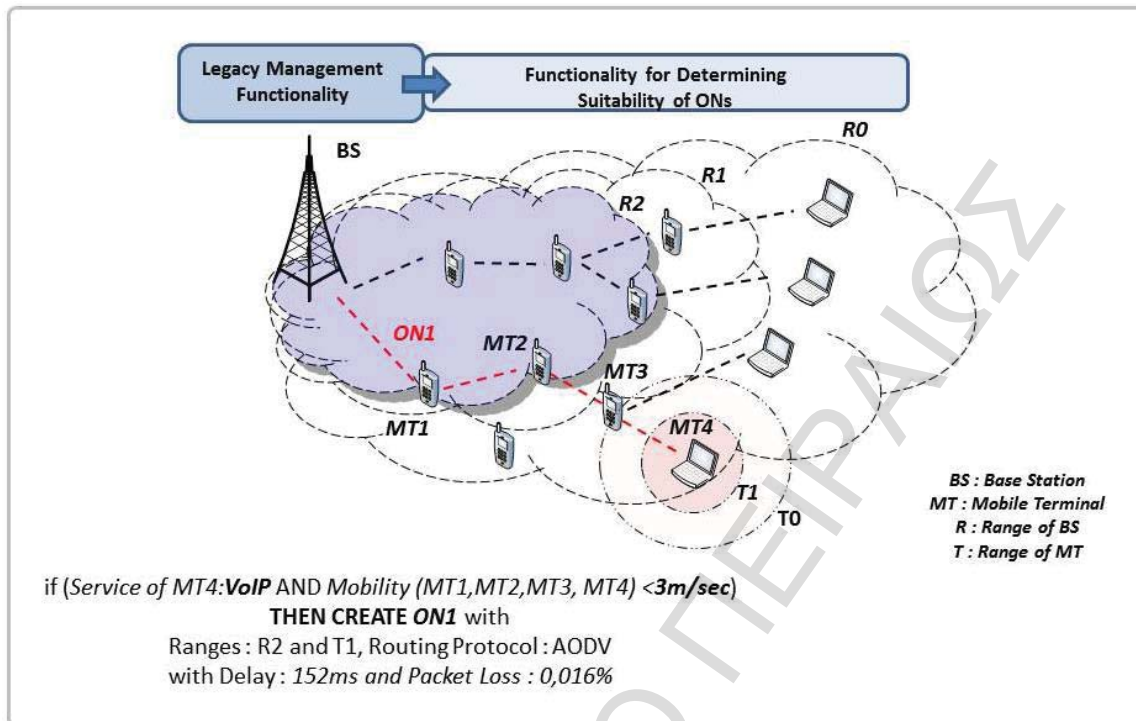 Legacy Management
Functionality
Functionality for Determining
Suitability of ONs
BS
R0
R1
R2
ON1
MT2
MT3
MT1
MT4
T1
T0
BS : Base Station
MT : Mobile Terminal
R : Range of BS
T : Range of MT
if (Service of MT4:VoIP AND Mobility (MT1,MT2,MT3, MT4) <3m/sec)
THEN CREATE ON1 with
Ranges : R2 and T1, Routing Protocol : AODV
with Delay : 152ms and Packet Loss : 0,016%
Ο ΠΕΙΡΑΙΩΣ